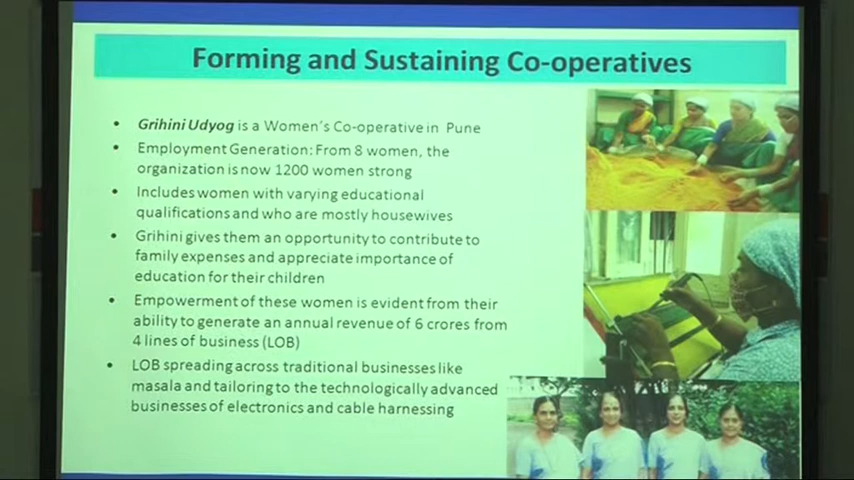 Forming and Sustaining Co-operatives
• Grihini Udyog is a Women's Co-operative in Pune
• Employment Generation: From 8 women, the
organization is now 1200 women strong
• Includes women with varying educational
qualifications and who are mostly housewives
• Grihini gives them an opportunity to contribute to
family expenses and appreciate importance of
education for their children
• Empowerment of these women is evident from their
ability to generate an annual revenue of 6 crores from
4 lines of business (LOB)
• LOB spreading across traditional businesses like
masala and tailoring to the technologically advanced
businesses of electronics and cable harnessing